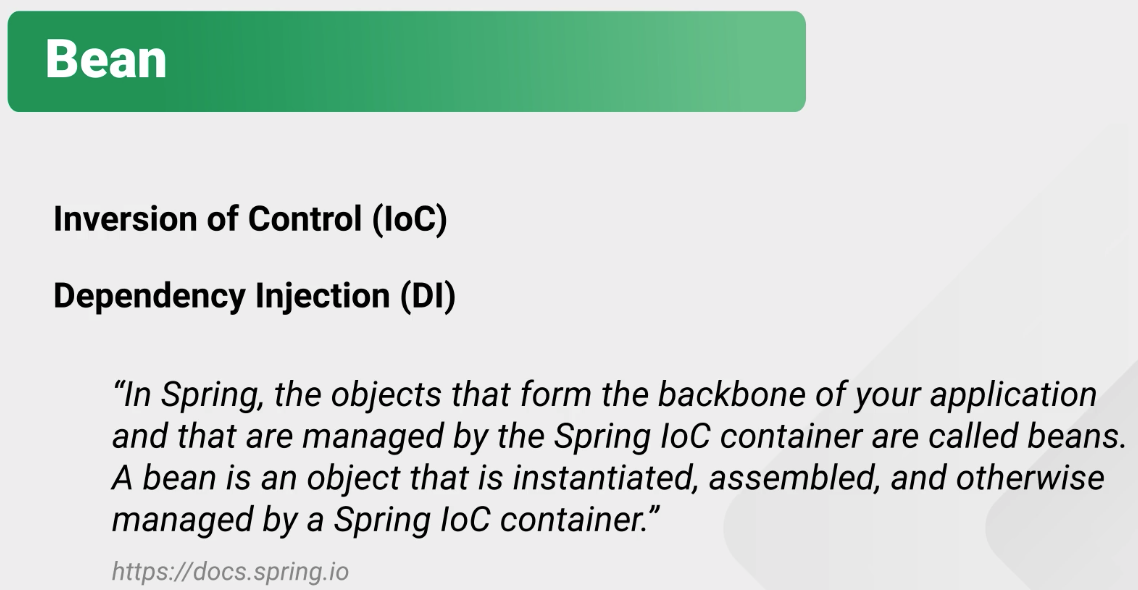 Bean
Inversion of Control (IoC)
Dependency Injection (DI)
“In Spring, the objects that form the backbone of your application
and that are managed by the Spring IoC container are called beans.
A bean is an object that is instantiated, assembled, and otherwise
managed by a Spring IoC container.”
https://docs.spring.io